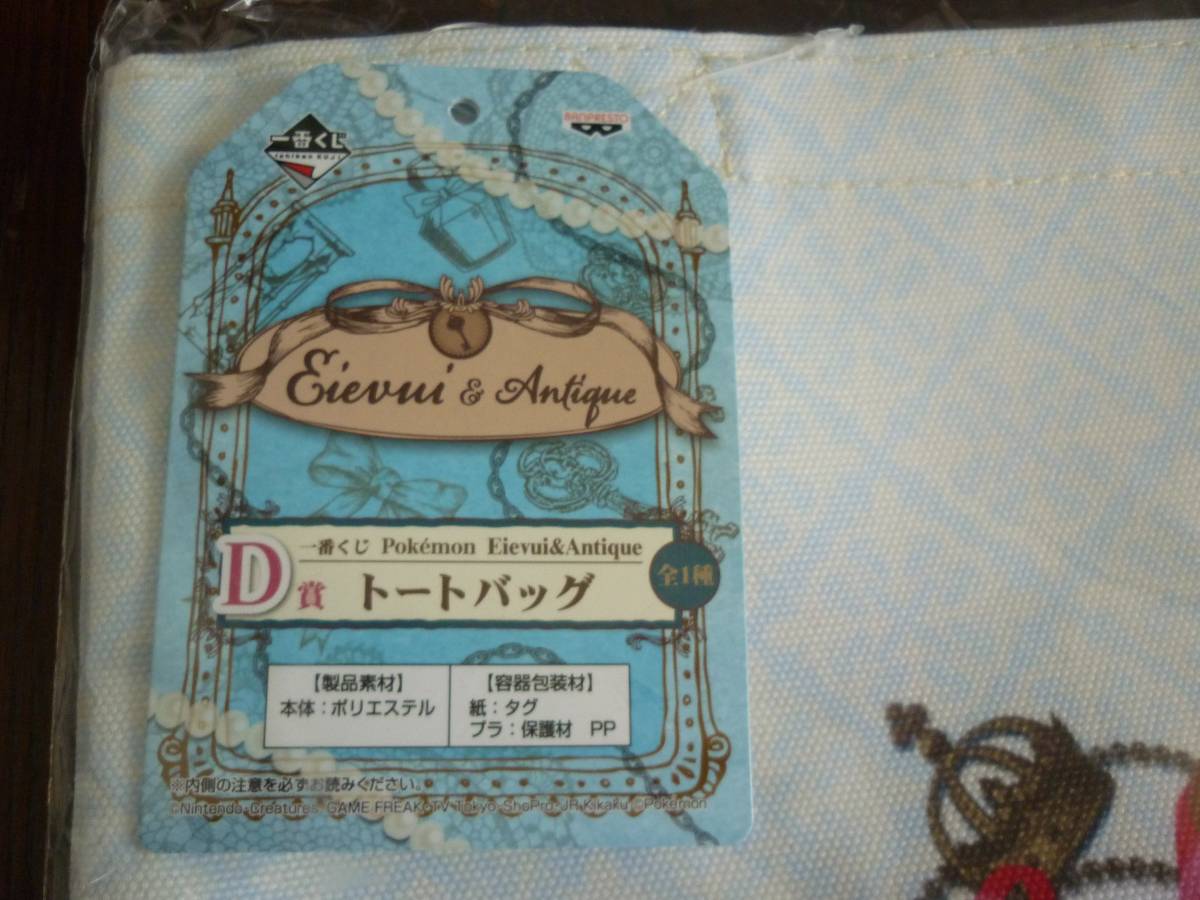 一番くじ
Ichiban KUJI
BANPRESTO
Eievui & Antique
一番くじ Pokémon Eievui&Antique
D賞 トートバッグ
全1種
【製品素材】
本体：ポリエステル
【容器包装材】
紙：タグ
プラ：保護材 PP
※内側の注意を必ずお読みください。
©Nintendo・Creatures・GAME FREAK・TV Tokyo・ShoPro・JR Kikaku ©Pokémon